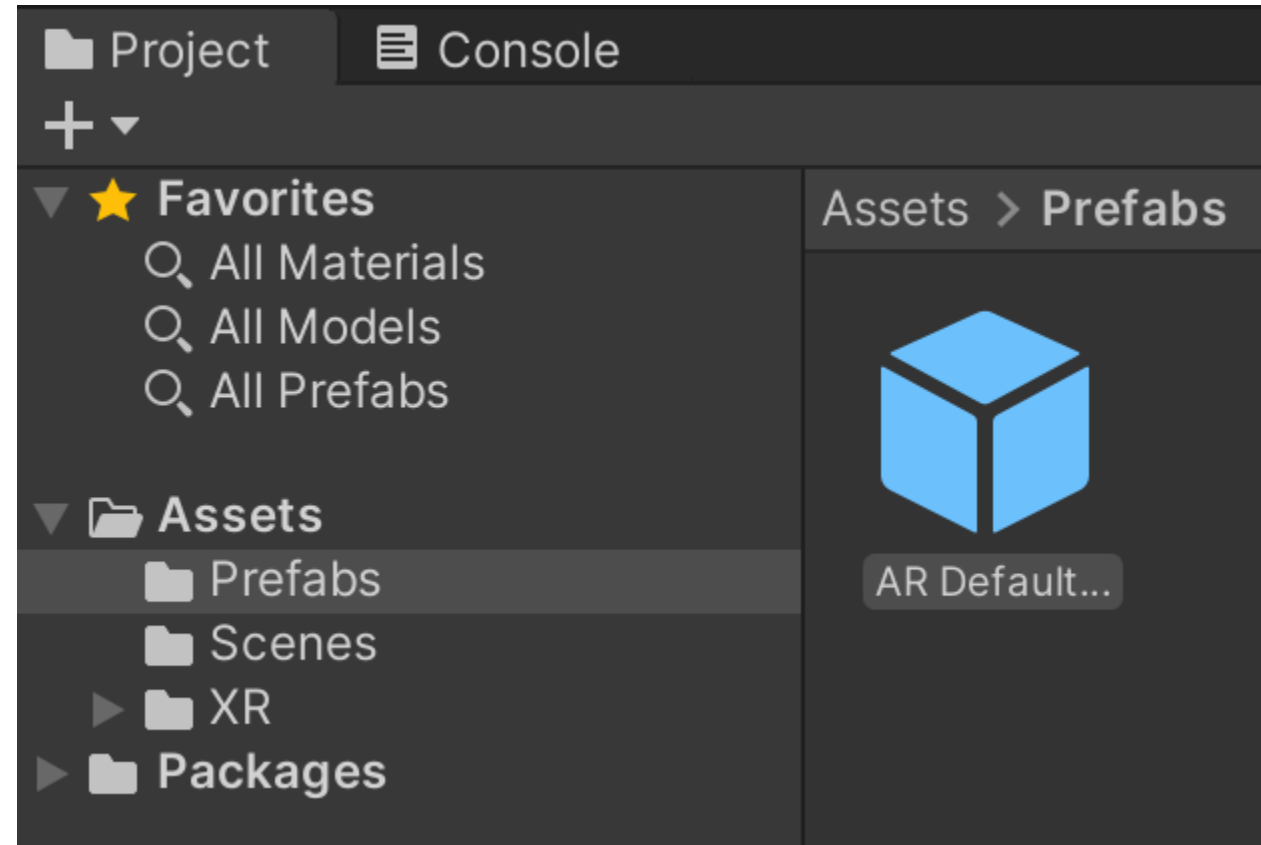 Project
Console
Favorites
All Materials
All Models
All Prefabs
Assets
Prefabs
Scenes
XR
Packages
Assets > Prefabs
AR Default...